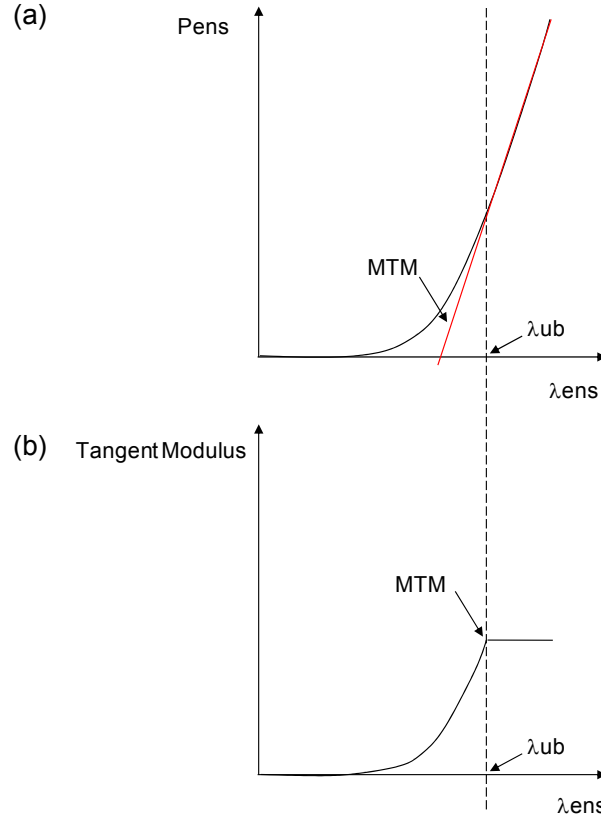 (a)
Pens
MTM
λub
λens
(b)
Tangent Modulus
MTM
λub
λens